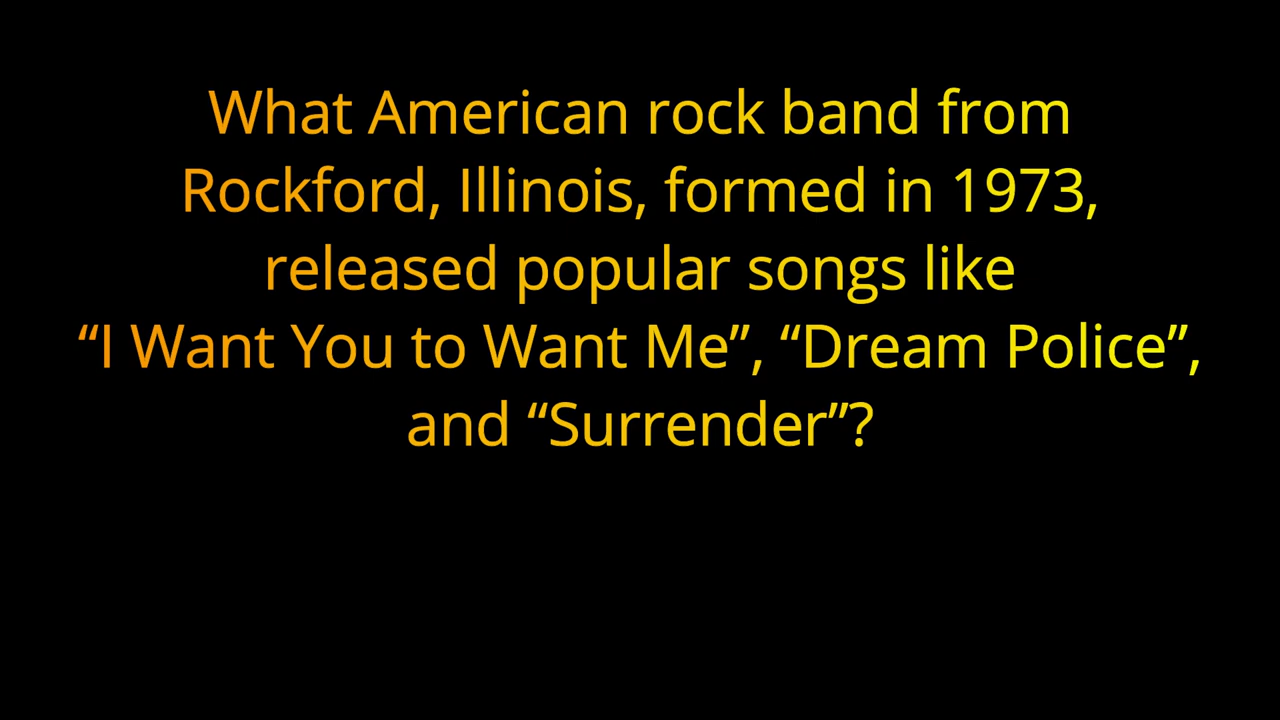 What American rock band from
Rockford, Illinois, formed in 1973,
released popular songs like
“I Want You to Want Me”, “Dream Police”,
and “Surrender”?